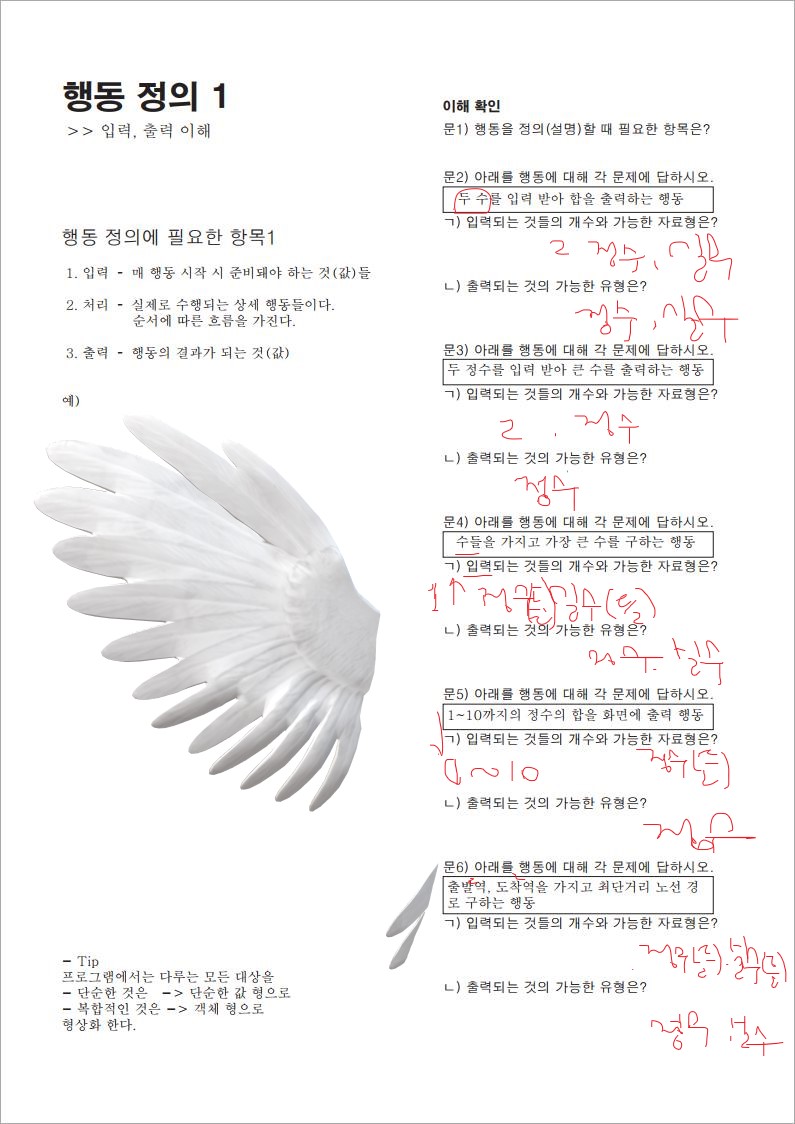 행동 정의 1
>> 입력, 출력 이해
행동 정의에 필요한 항목1
1. 입력 - 매 행동 시작 시 준비돼야 하는 것(값)들
2. 처리 - 실제로 수행되는 상세 행동들이다.
순서에 따른 흐름을 가진다.
3. 출력 - 행동의 결과가 되는 것(값)
예)
- Tip
프로그램에서는 다루는 모든 대상을
- 단순한 것은 -> 단순한 값 형으로
- 복합적인 것은 -> 객체 형으로
형상화 한다.
이해 확인
문1) 행동을 정의(설명)할 때 필요한 항목은?
문2) 아래를 행동에 대해 각 문제에 답하시오.
두 수를 입력 받아 합을 출력하는 행동
ㄱ) 입력되는 것들의 개수와 가능한 자료형은?
2 정수, 실수
ㄴ) 출력되는 것의 가능한 유형은?
정수, 실수
문3) 아래를 행동에 대해 각 문제에 답하시오.
두 정수를 입력 받아 큰 수를 출력하는 행동
ㄱ) 입력되는 것들의 개수와 가능한 자료형은?
2 . 정수
ㄴ) 출력되는 것의 가능한 유형은?
정수
문4) 아래를 행동에 대해 각 문제에 답하시오.
수들을 가지고 가장 큰 수를 구하는 행동
ㄱ) 입력되는 것들의 개수와 가능한 자료형은?
정수(들) 실수(들)
ㄴ) 출력되는 것의 가능한 유형은?
정수. 실수
문5) 아래를 행동에 대해 각 문제에 답하시오.
1~10까지의 정수의 합을 화면에 출력 행동
ㄱ) 입력되는 것들의 개수와 가능한 자료형은?
~10 정수(들)
ㄴ) 출력되는 것의 가능한 유형은?
정수
문6) 아래를 행동에 대해 각 문제에 답하시오.
출발역, 도착역을 가지고 최단거리 노선 경
로 구하는 행동
ㄱ) 입력되는 것들의 개수와 가능한 자료형은?
정수(들). 실수(들)
ㄴ) 출력되는 것의 가능한 유형은?
정수 실수